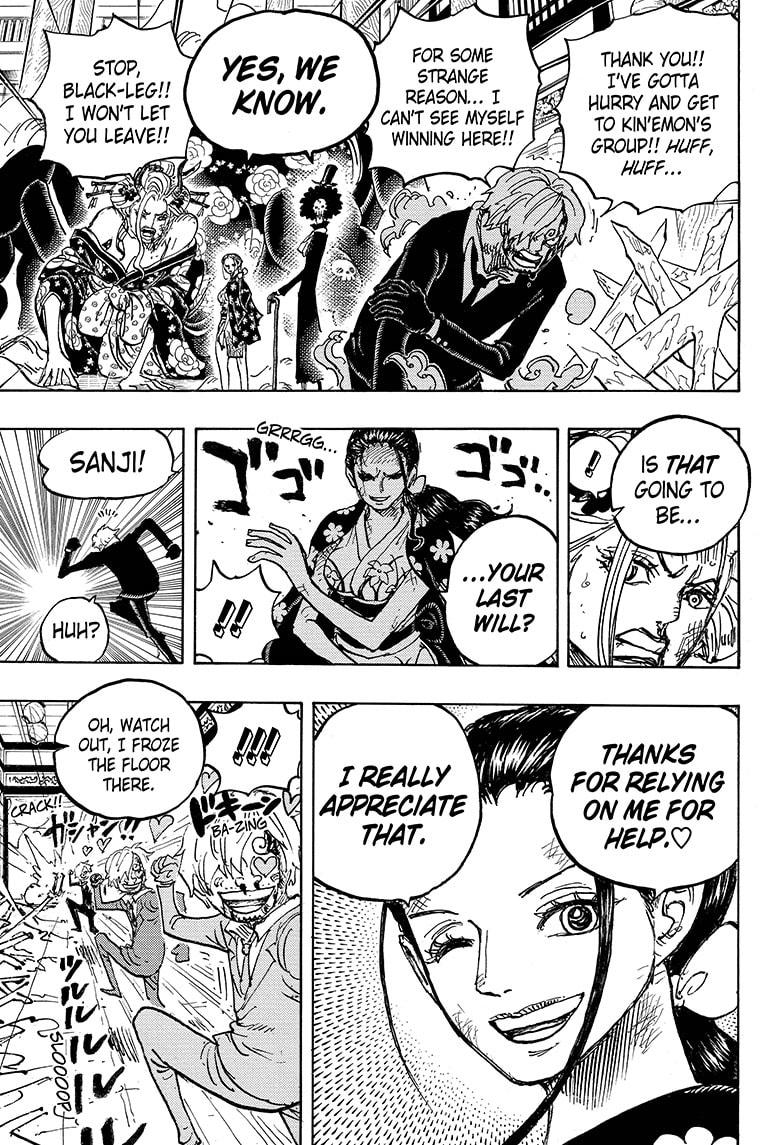 THANK YOU!!
I'VE GOTTA
HURRY AND GET
TO KIN'EMON'S
GROUP!! HUFF,
HUFF...
FOR SOME
STRANGE
REASON... I
CAN'T SEE MYSELF
WINNING HERE!!
YES, WE
KNOW.
STOP,
BLACK-LEG!!
I WON'T LET
YOU LEAVE!!
!
IS THAT
GOING TO
BE...
GRRRGG...
ゴゴ
ゴゴ..
...YOUR
LAST
WILL?
!!
!!
SANJI!
HUH?
THANKS
FOR RELYING
ON ME FOR
HELP.♡
I REALLY
APPRECIATE
THAT.
!!!
!!!
ドキーン
BA-ZING
OH, WATCH
OUT, I FROZE
THE FLOOR
THERE.
CRACK!!
ガシャン!!
ツルツルルル
SLOOOOP